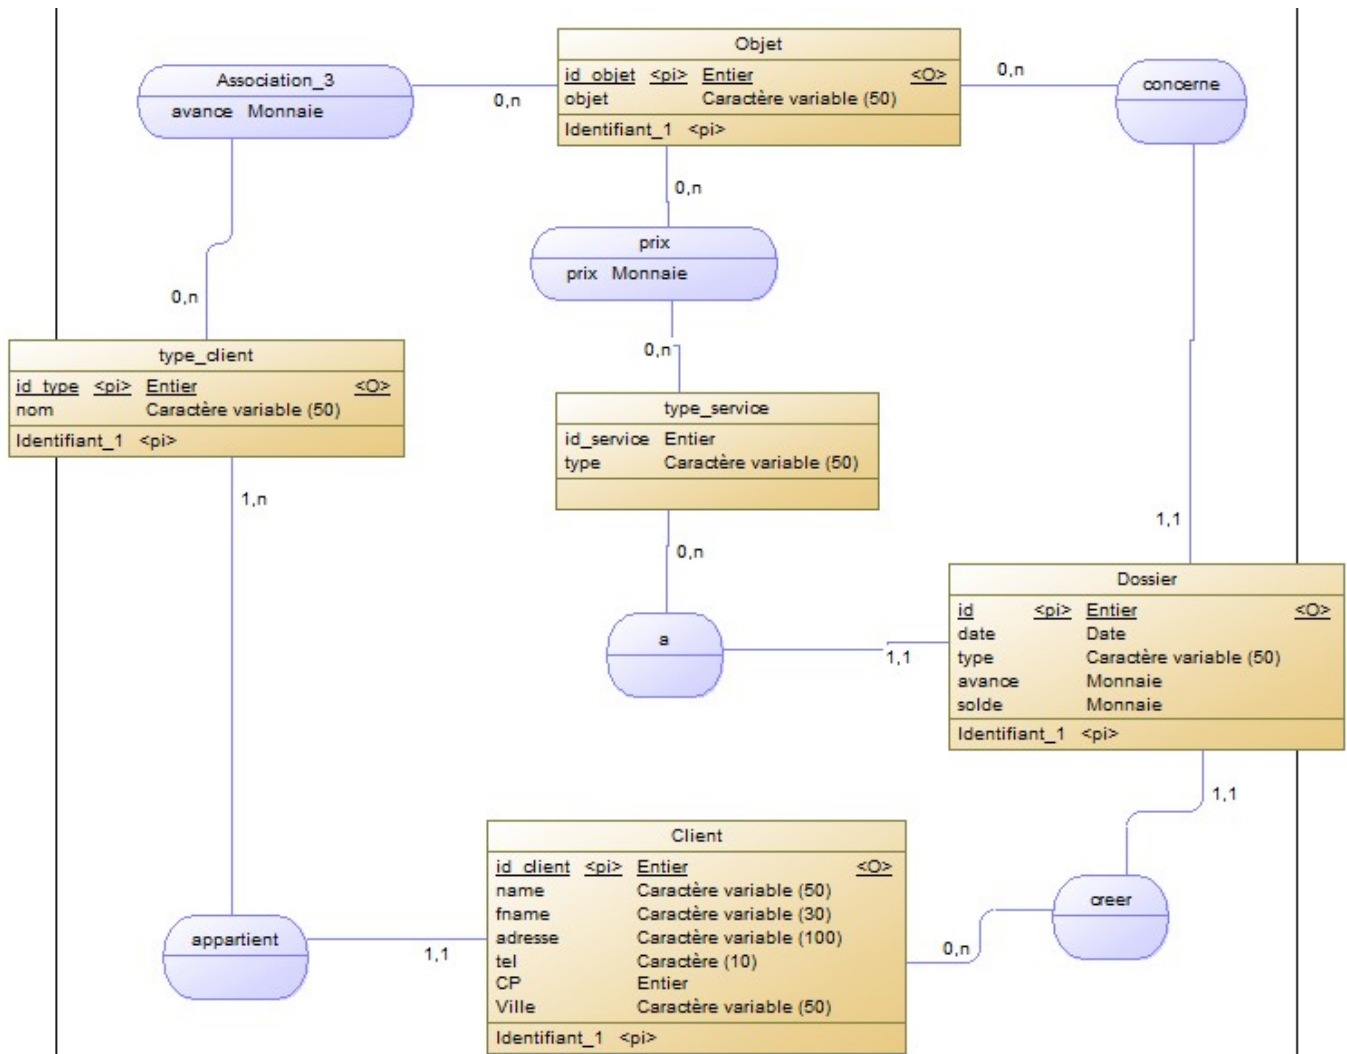 Objet
id_objet <pi> Entier <O>
objet Caractère variable (50)
Identifiant_1 <pi>
Association_3
avance Monnaie
0,n
0,n
concerne
0,n
prix
prix Monnaie
0,n
0,n
type_client
id_type <pi> Entier <O>
nom Caractère variable (50)
Identifiant_1 <pi>
type_service
id_service Entier
type Caractère variable (50)
1,n
1,1
0,n
Dossier
id <pi> Entier <O>
date Date
type Caractère variable (50)
avance Monnaie
solde Monnaie
Identifiant_1 <pi>
a
1,1
1,1
Client
id_client <pi> Entier <O>
name Caractère variable (50)
fname Caractère variable (30)
adresse Caractère variable (100)
tel Caractère (10)
CP Entier
Ville Caractère variable (50)
Identifiant_1 <pi>
creer
0,n
appartient
1,1